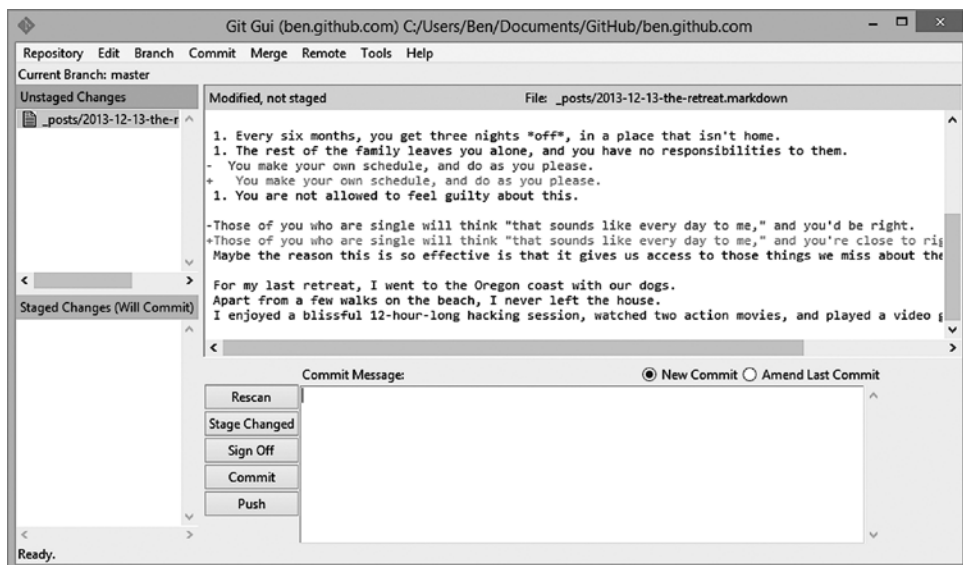 Git Gui (ben.github.com) C:/Users/Ben/Documents/GitHub/ben.github.com
Repository Edit Branch Commit Merge Remote Tools Help
Current Branch: master
Unstaged Changes
_posts/2013-12-13-the-r
Modified, not staged File: _posts/2013-12-13-the-retreat.markdown
1. Every six months, you get three nights *off*, in a place that isn't home.
1. The rest of the family leaves you alone, and you have no responsibilities to them.
-  You make your own schedule, and do as you please.
+   You make your own schedule, and do as you please.
1. You are not allowed to feel guilty about this.
-Those of you who are single will think "that sounds like every day to me," and you'd be right.
+Those of you who are single will think "that sounds like every day to me," and you're close to rig
Maybe the reason this is so effective is that it gives us access to those things we miss about the
For my last retreat, I went to the Oregon coast with our dogs.
Apart from a few walks on the beach, I never left the house.
I enjoyed a blissful 12-hour-long hacking session, watched two action movies, and played a video g
Staged Changes (Will Commit)
Commit Message: New Commit Amend Last Commit
Rescan
Stage Changed
Sign Off
Commit
Push
Ready.